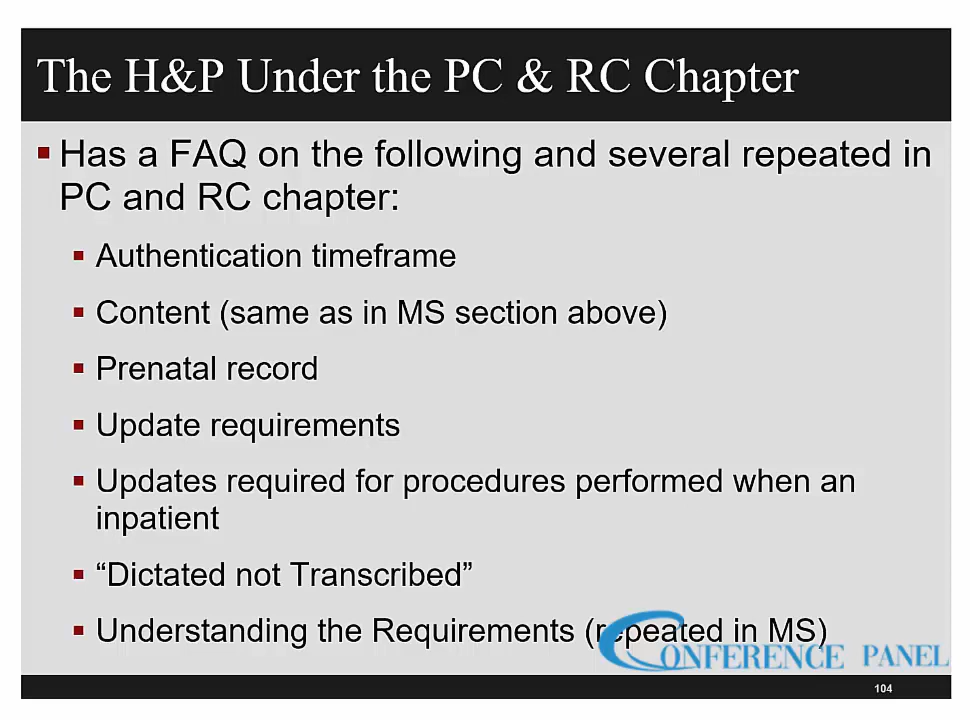 The H&P Under the PC & RC Chapter
Has a FAQ on the following and several repeated in
PC and RC chapter:
Authentication timeframe
Content (same as in MS section above)
Prenatal record
Update requirements
Updates required for procedures performed when an
inpatient
“Dictated not Transcribed”
Understanding the Requirements (repeated in MS)
CONFERENCE PANEL
104